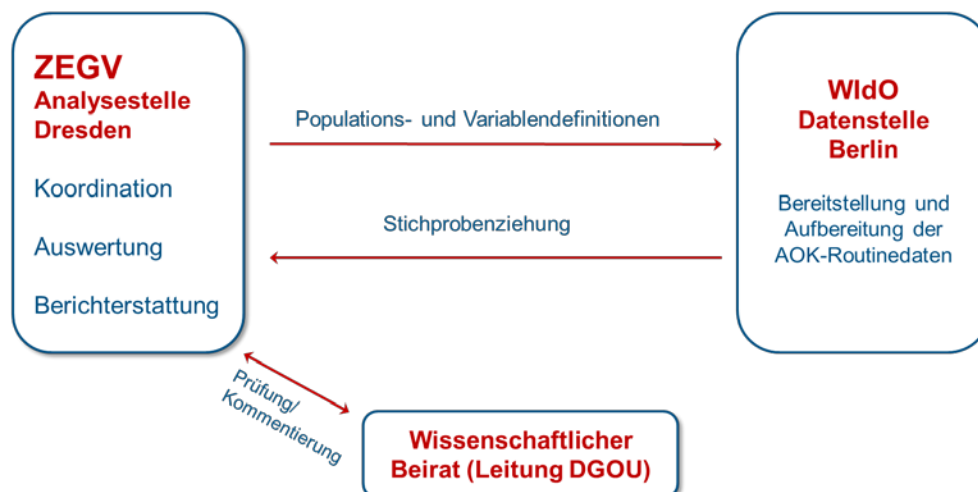 ZEGV
Analysestelle
Dresden
Koordination
Auswertung
Berichterstattung
Populations- und Variablendefinitionen
Stichprobenziehung
WIdO
Datenstelle
Berlin
Bereitstellung und
Aufbereitung der
AOK-Routinedaten
Prüfung/
Kommentierung
Wissenschaftlicher
Beirat (Leitung DGOU)